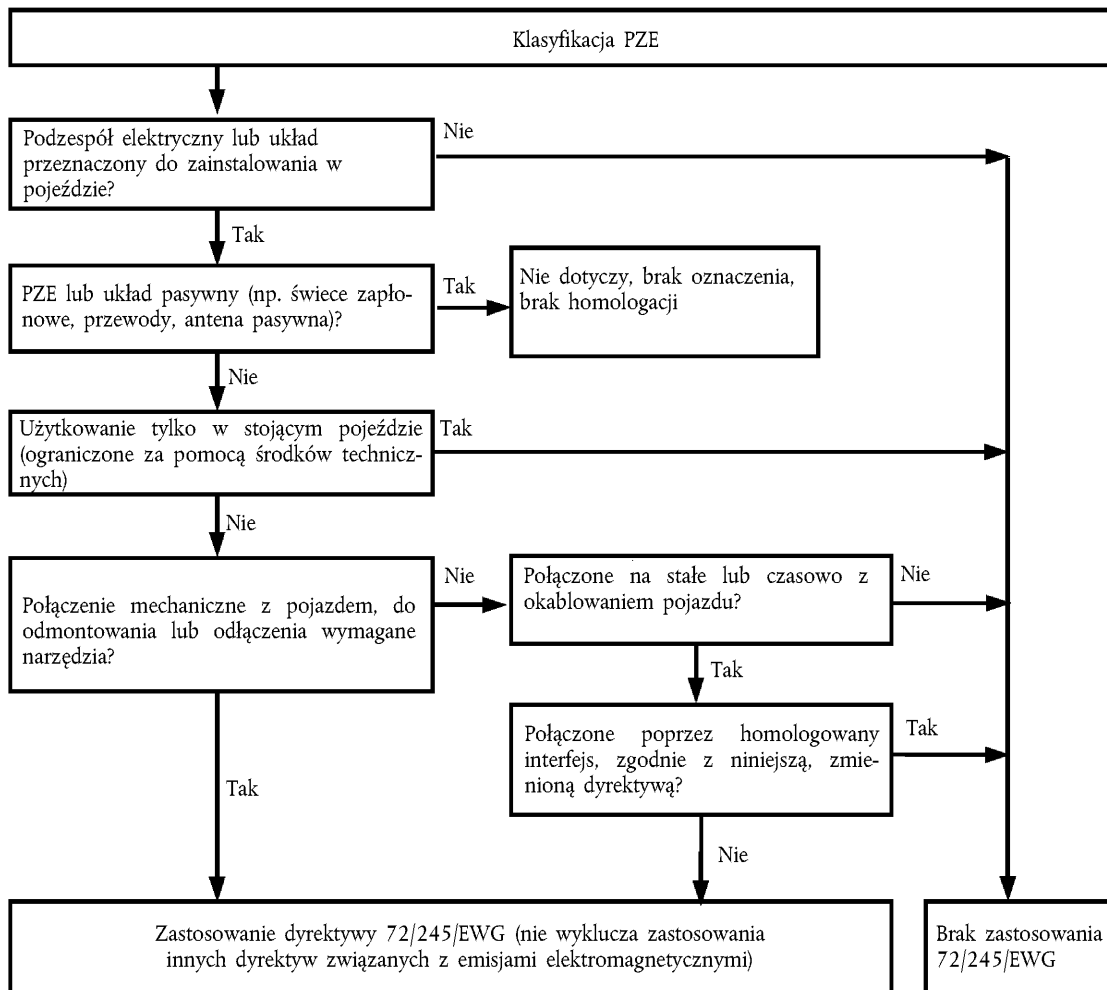 Klasyfikacja PZE
Podzespół elektryczny lub układ
przeznaczony do zainstalowania w
pojeździe?
Nie
Tak
PZE lub układ pasywny (np. świece zapło-
nowe, przewody, antena pasywna)?
Tak
Nie dotyczy, brak oznaczenia,
brak homologacji
Nie
Użytkowanie tylko w stojącym pojeździe
(ograniczone za pomocą środków technicz-
nych)
Tak
Nie
Połączenie mechaniczne z pojazdem, do
odmontowania lub odłączenia wymagane
narzędzia?
Nie
Połączone na stałe lub czasowo z
okablowaniem pojazdu?
Nie
Tak
Połączone poprzez homologowany
interfejs, zgodnie z niniejszą, zmie-
nioną dyrektywą?
Tak
Tak
Nie
Zastosowanie dyrektywy 72/245/EWG (nie wyklucza zastosowania
innych dyrektyw związanych z emisjami elektromagnetycznymi)
Brak zastosowania
72/245/EWG